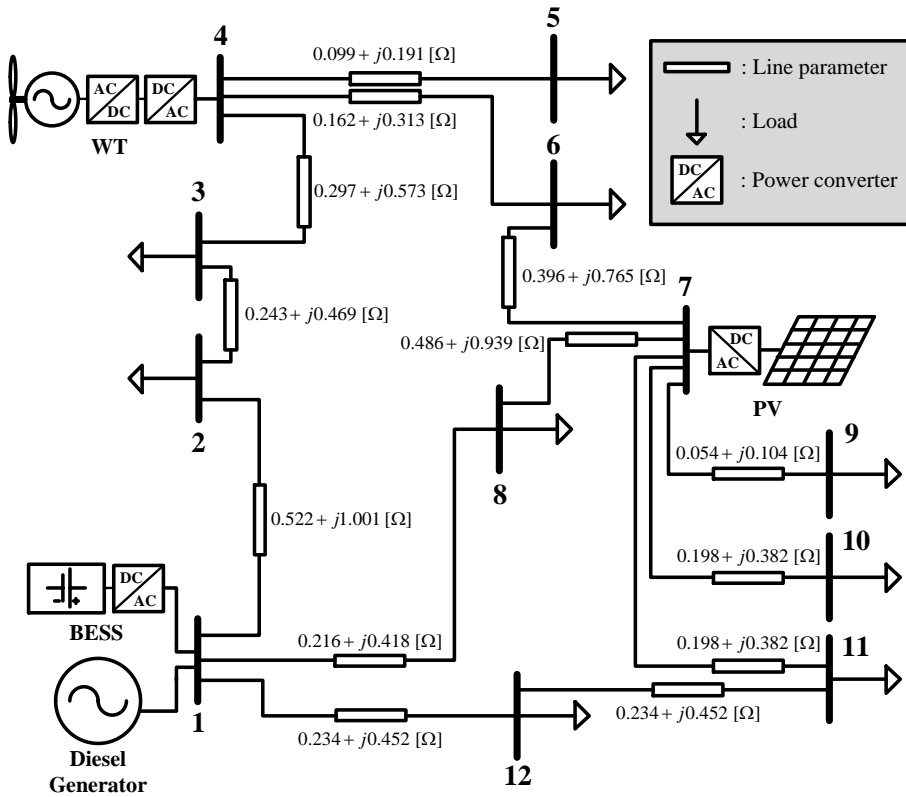 4
5
0.099 + j0.191 [Ω]
: Line parameter
AC
DC
DC
AC
0.162 + j0.313 [Ω]
: Load
WT
6
DC
AC
: Power converter
0.297 + j0.573 [Ω]
3
0.396 + j0.765 [Ω]
7
0.243 + j0.469 [Ω]
0.486 + j0.939 [Ω]
DC
AC
8
PV
2
9
0.054 + j0.104 [Ω]
0.522 + j1.001 [Ω]
10
DC
AC
0.198 + j0.382 [Ω]
BESS
0.216 + j0.418 [Ω]
0.198 + j0.382 [Ω]
11
1
0.234 + j0.452 [Ω]
0.234 + j0.452 [Ω]
12
Diesel
Generator